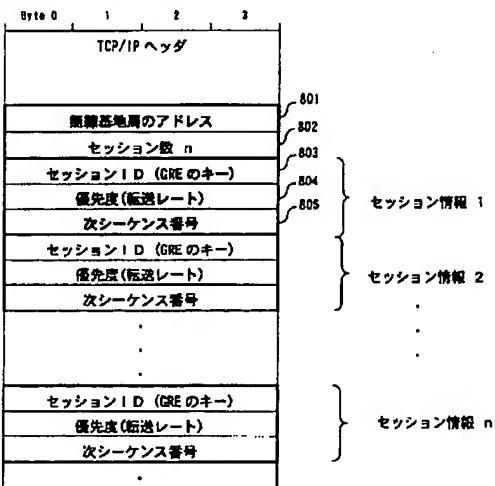 Byte 0 1 2 3
TCP/IP ヘッダ
無線基地局のアドレス 801
セッション数 n 802
セッションID (GREのキー) 803
優先度(転送レート) 804
次シーケンス番号 805
セッション情報 1
セッションID (GREのキー)
優先度(転送レート)
次シーケンス番号
セッション情報 2
セッションID (GREのキー)
優先度(転送レート)
次シーケンス番号
セッション情報 n